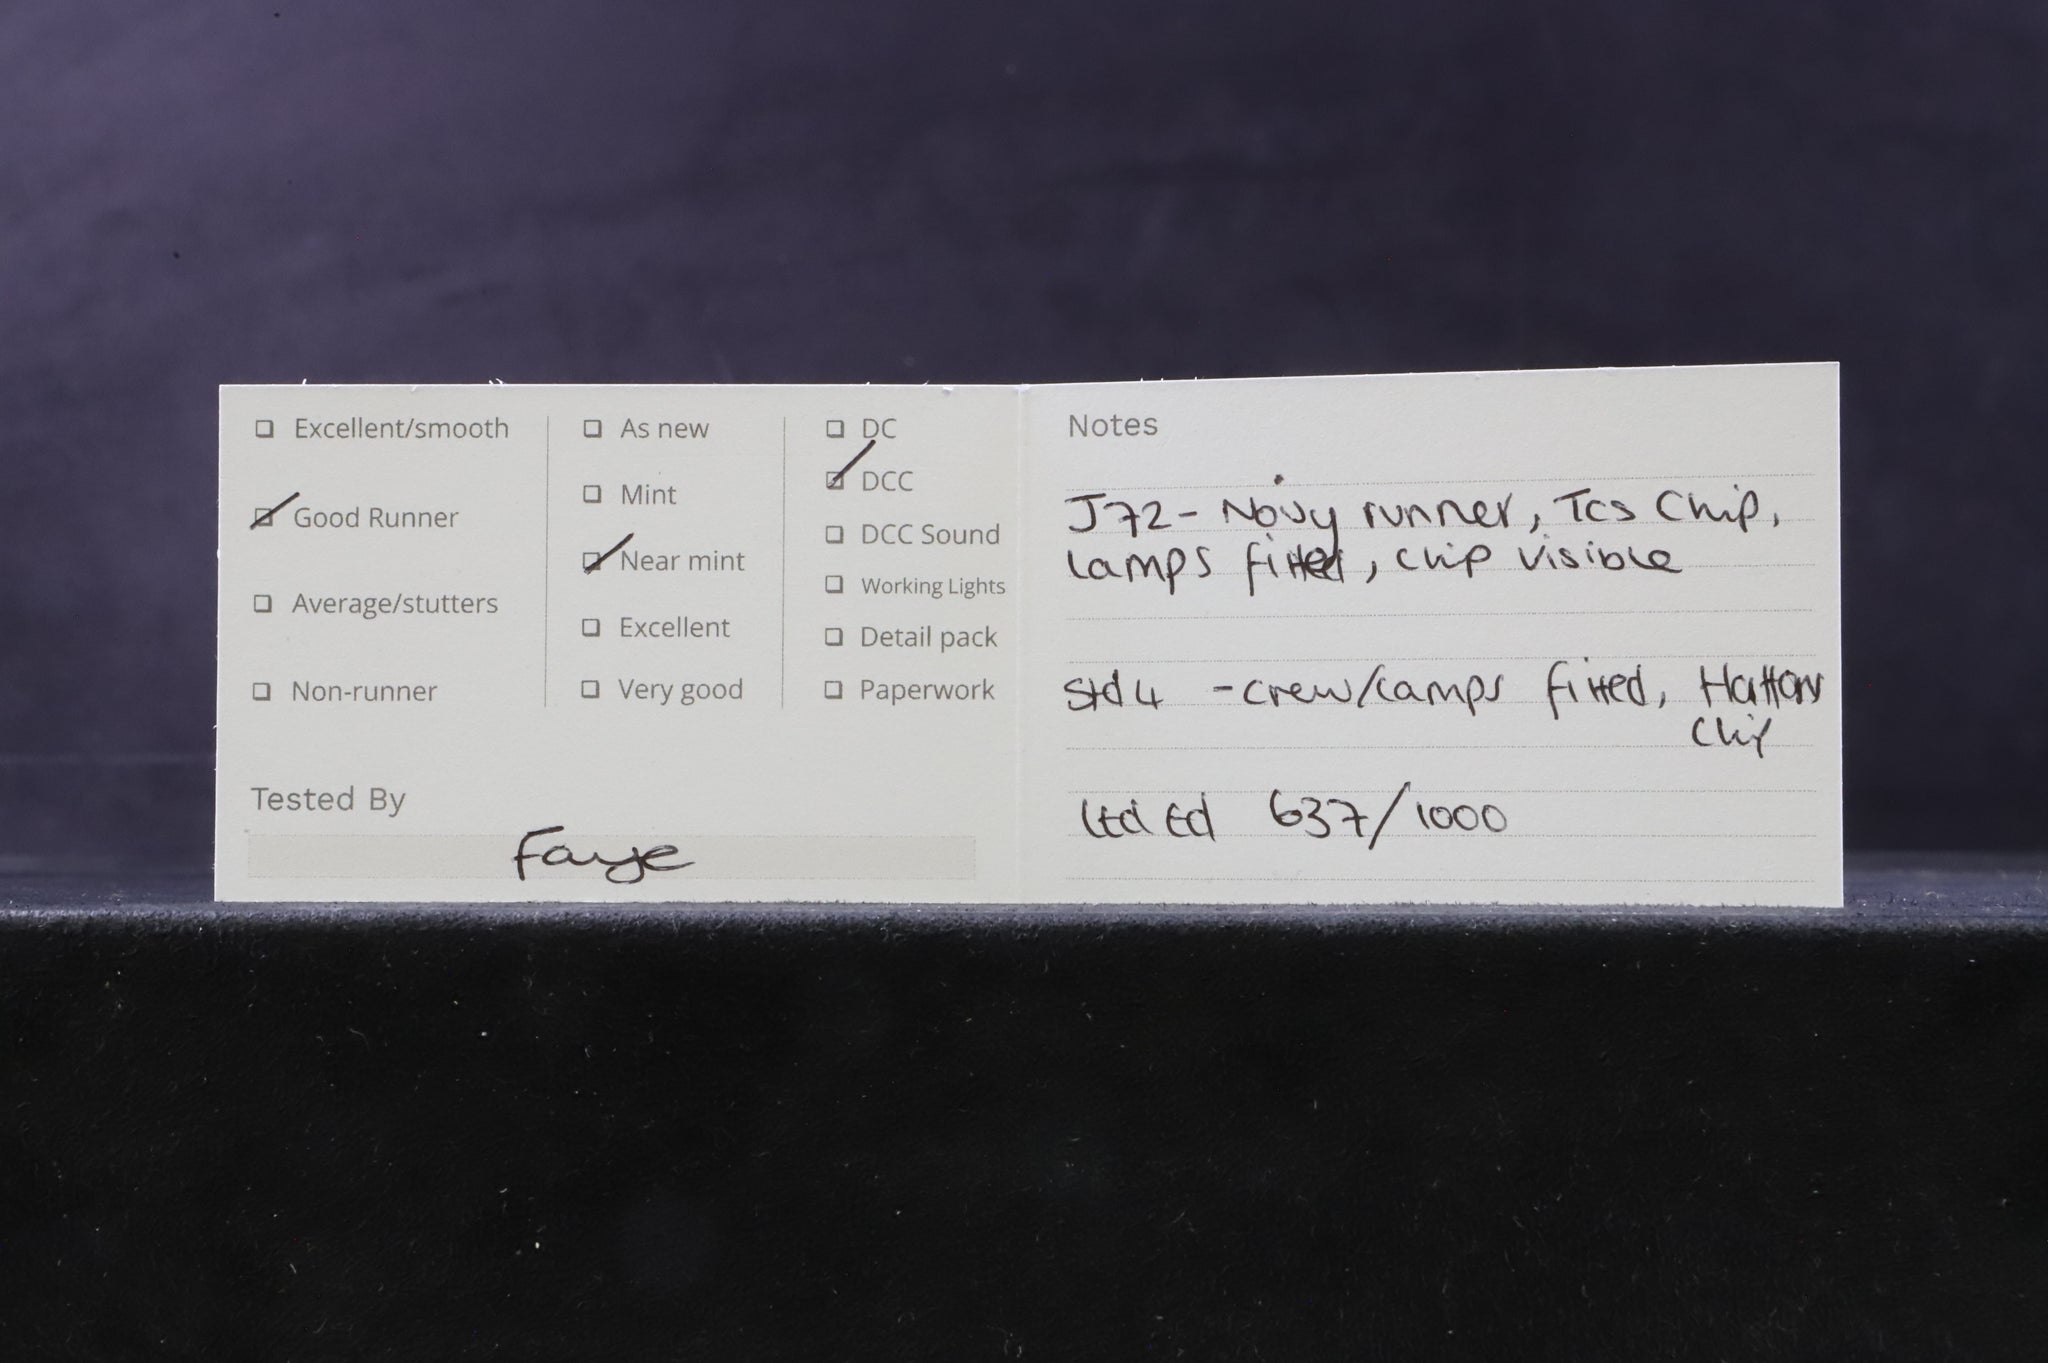 Excellent/smooth
Good Runner
Average/stutters
Non-runner
As new
Mint
Near mint
Excellent
Very good
DC
DCC
DCC Sound
Working Lights
Detail pack
Paperwork
Tested By
Faye
Notes
J72 - Noisy runner, TCS Chip,
Lamps fitted, chip visible
Std 4 - crew/lamps fitted, Hattons
Chip
Ltd Ed 637/1000